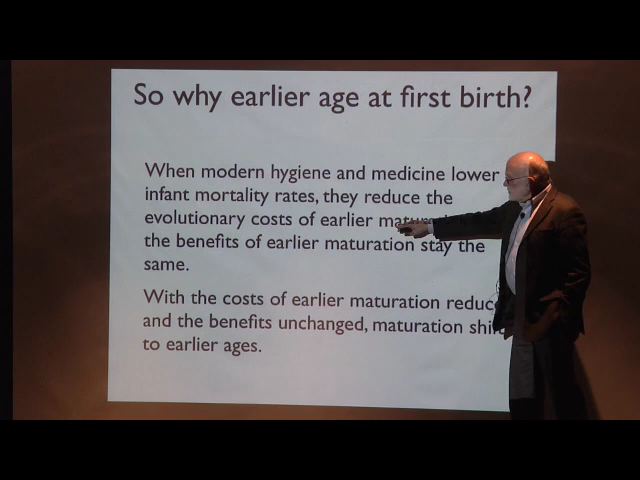 So why earlier age at first birth?
When modern hygiene and medicine lower
infant mortality rates, they reduce the
evolutionary costs of earlier
the benefits of earlier maturation stay the
same.
With the costs of earlier maturation
and the benefits unchanged, maturation
to earlier ages.